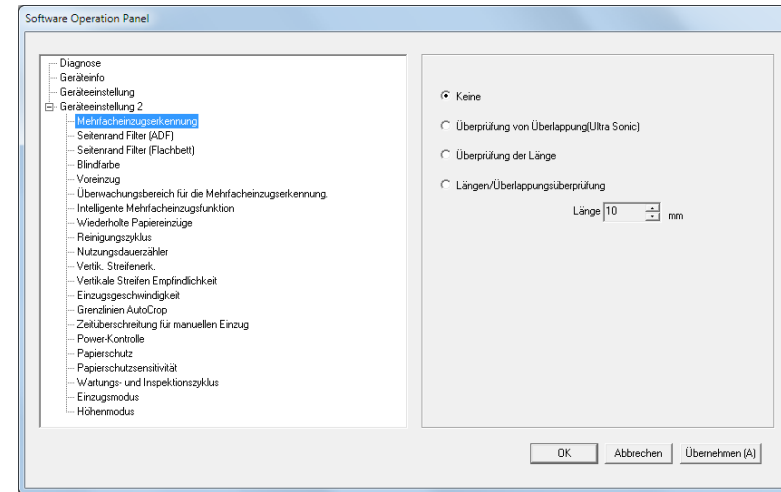 Software Operation Panel
Diagnose
Geräteinfo
Geräteeinstellung
Geräteeinstellung 2
Mehrfacheinzugserkennung
Seitenrand Filter (ADF)
Seitenrand Filter (Flachbett)
Blindfarbe
Voreinzug
Überwachungsbereich für die Mehrfacheinzugserkennung.
Intelligente Mehrfacheinzugsfunktion
Wiederholte Papiereinzüge
Reinigungszyklus
Nutzungsdauerzähler
Vertik. Streifenerk.
Vertikale Streifen Empfindlichkeit
Einzugsgeschwindigkeit
Grenzlinien AutoCrop
Zeitüberschreitung für manuellen Einzug
Power-Kontrolle
Papierschutz
Papierschutzsensitivität
Wartungs- und Inspektionszyklus
Einzugsmodus
Höhenmodus
Keine
Überprüfung von Überlappung(Ultra Sonic)
Überprüfung der Länge
Längen/Überlappungsüberprüfung
Länge 10 mm
OK Abbrechen Übernehmen (A)